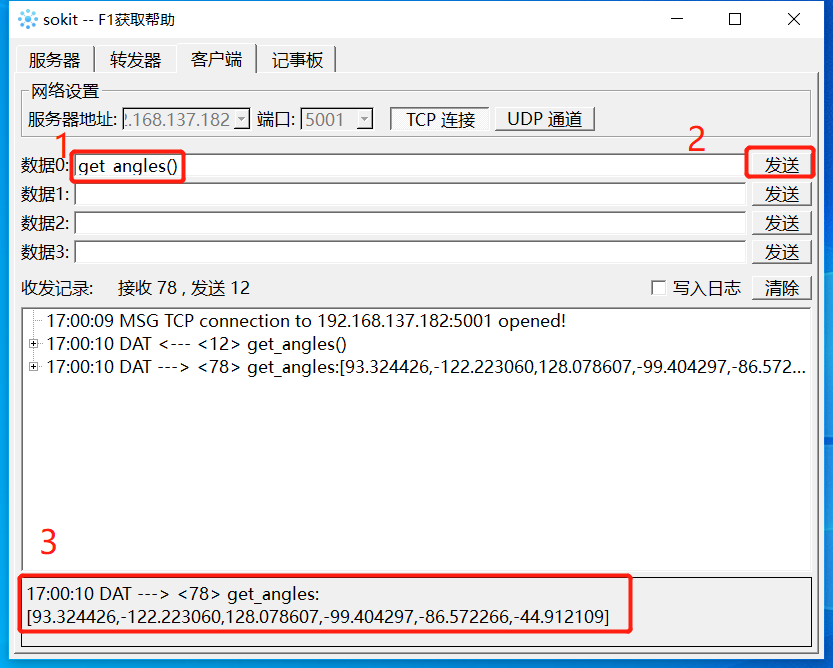 sokit -- F1获取帮助
服务器 转发器 客户端 记事板
网络设置
服务器地址: .168.137.182 端口: 5001 TCP 连接 UDP 通道
1 2
数据0: get_angles() 发送
数据1: 发送
数据2: 发送
数据3: 发送
收发记录: 接收 78 , 发送 12 写入日志 清除
17:00:09 MSG TCP connection to 192.168.137.182:5001 opened!
17:00:10 DAT <--- <12> get_angles()
17:00:10 DAT ---> <78> get_angles:[93.324426,-122.223060,128.078607,-99.404297,-86.572...
3
17:00:10 DAT ---> <78> get_angles:
[93.324426,-122.223060,128.078607,-99.404297,-86.572266,-44.912109]